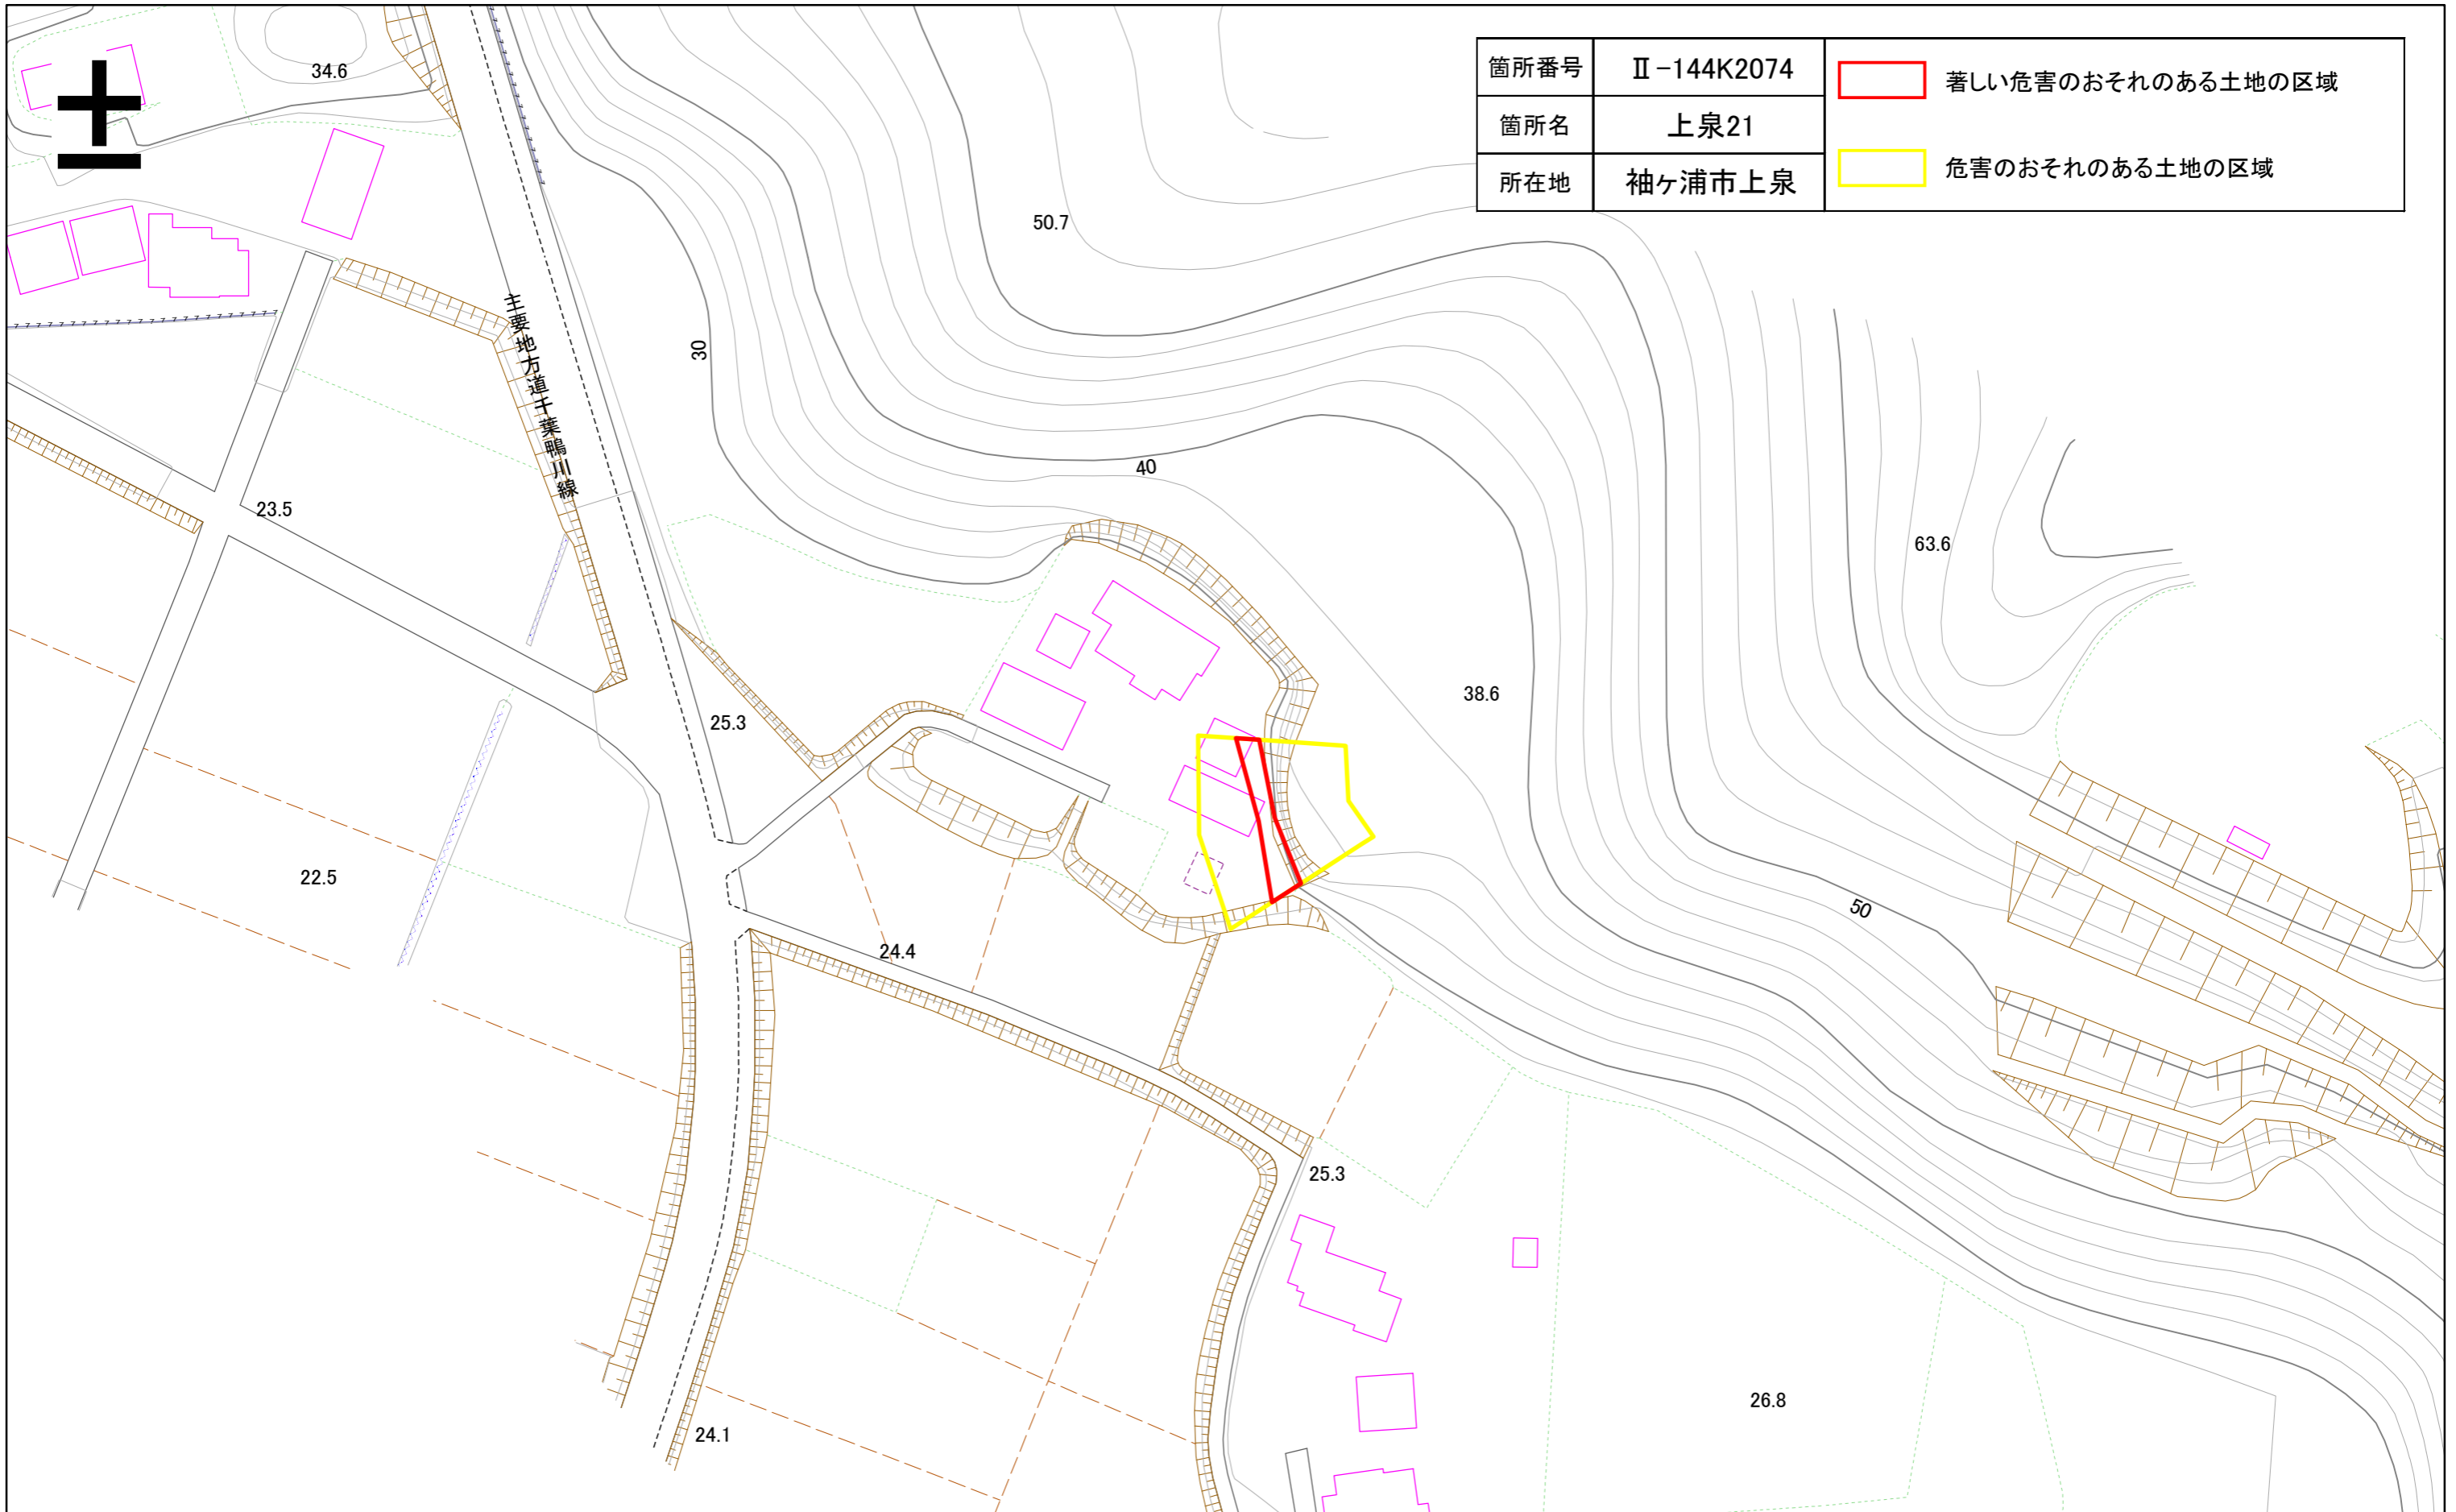 箇所番号 Ⅱ-144K2074
箇所名 上泉21
所在地 袖ヶ浦市上泉
著しい危害のおそれのある土地の区域
危害のおそれのある土地の区域
±
34.6
50.7
主要地方道千葉鴨川線
30
40
23.5
63.6
38.6
25.3
22.5
50
24.4
25.3
26.8
24.1